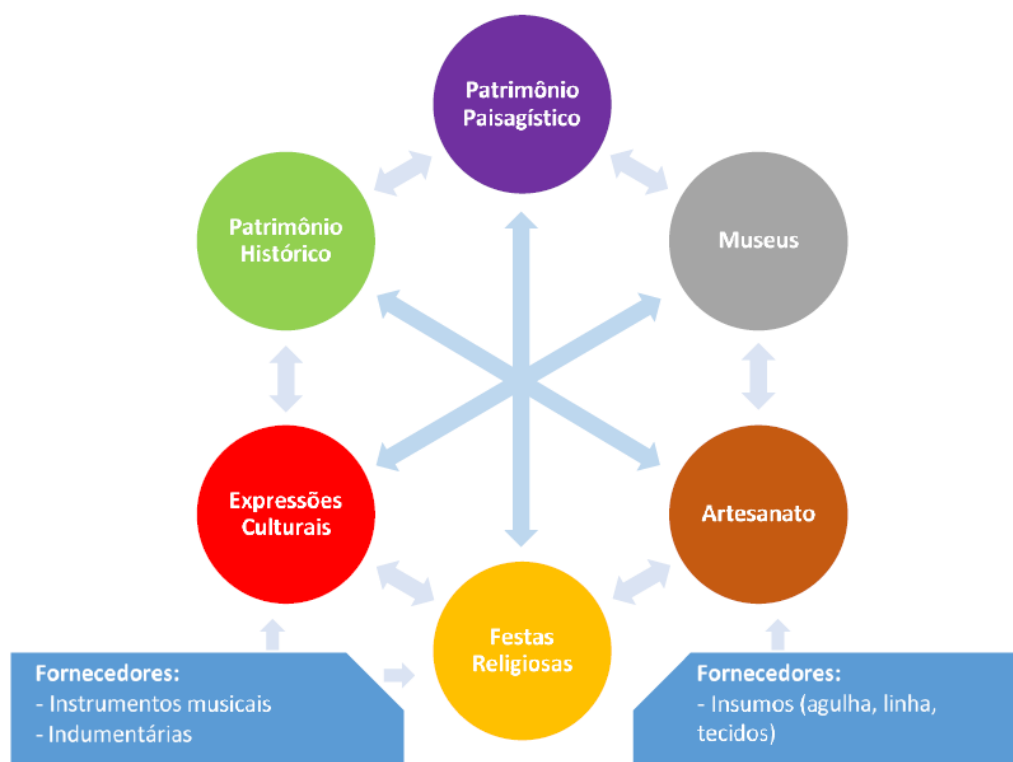 Patrimônio
Paisagístico
Patrimônio
Histórico
Museus
Expressões
Culturais
Artesanato
Festas
Religiosas
Fornecedores:
- Instrumentos musicais
- Indumentárias
Fornecedores:
- Insumos (agulha, linha,
tecidos)